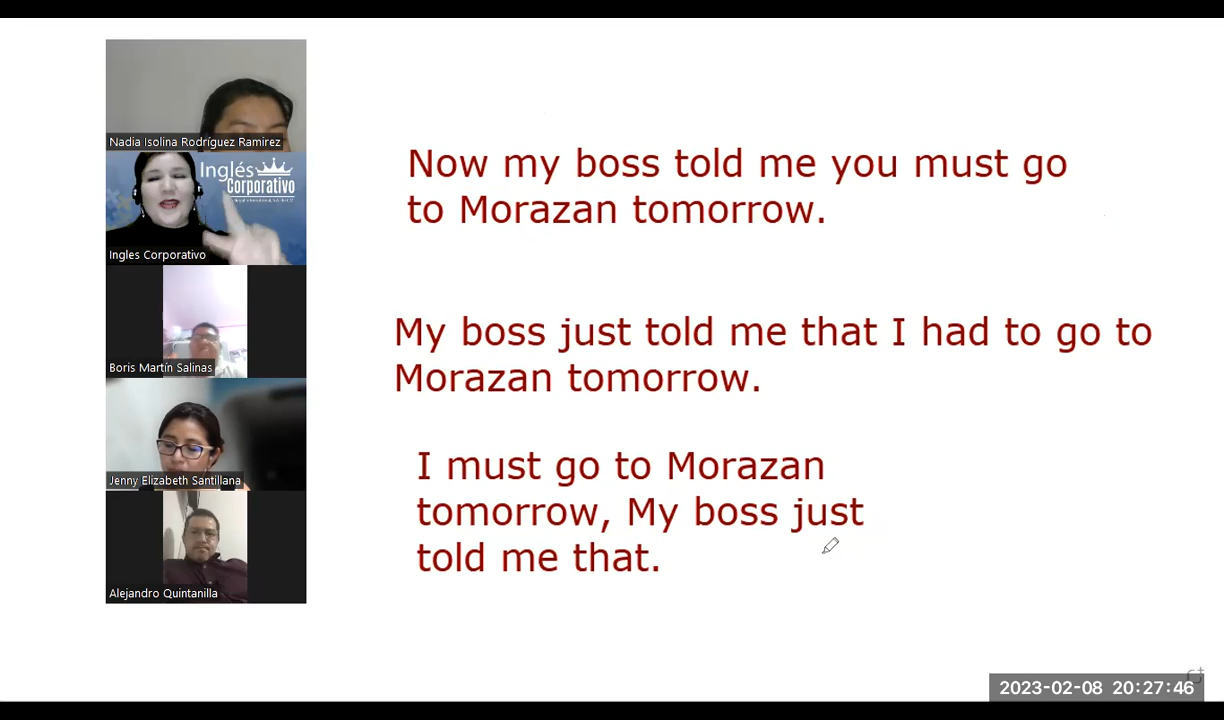 Nadia Isolina Rodríguez Ramirez
Inglés
Corporativo
Ingles Corporativo
Boris Martín Salinas
Jenny Elizabeth Santillana
Alejandro Quintanilla
Now my boss told me you must go
to Morazan tomorrow.
My boss just told me that I had to go to
Morazan tomorrow.
I must go to Morazan
tomorrow, My boss just
told me that.
2023-02-08 20:27:46